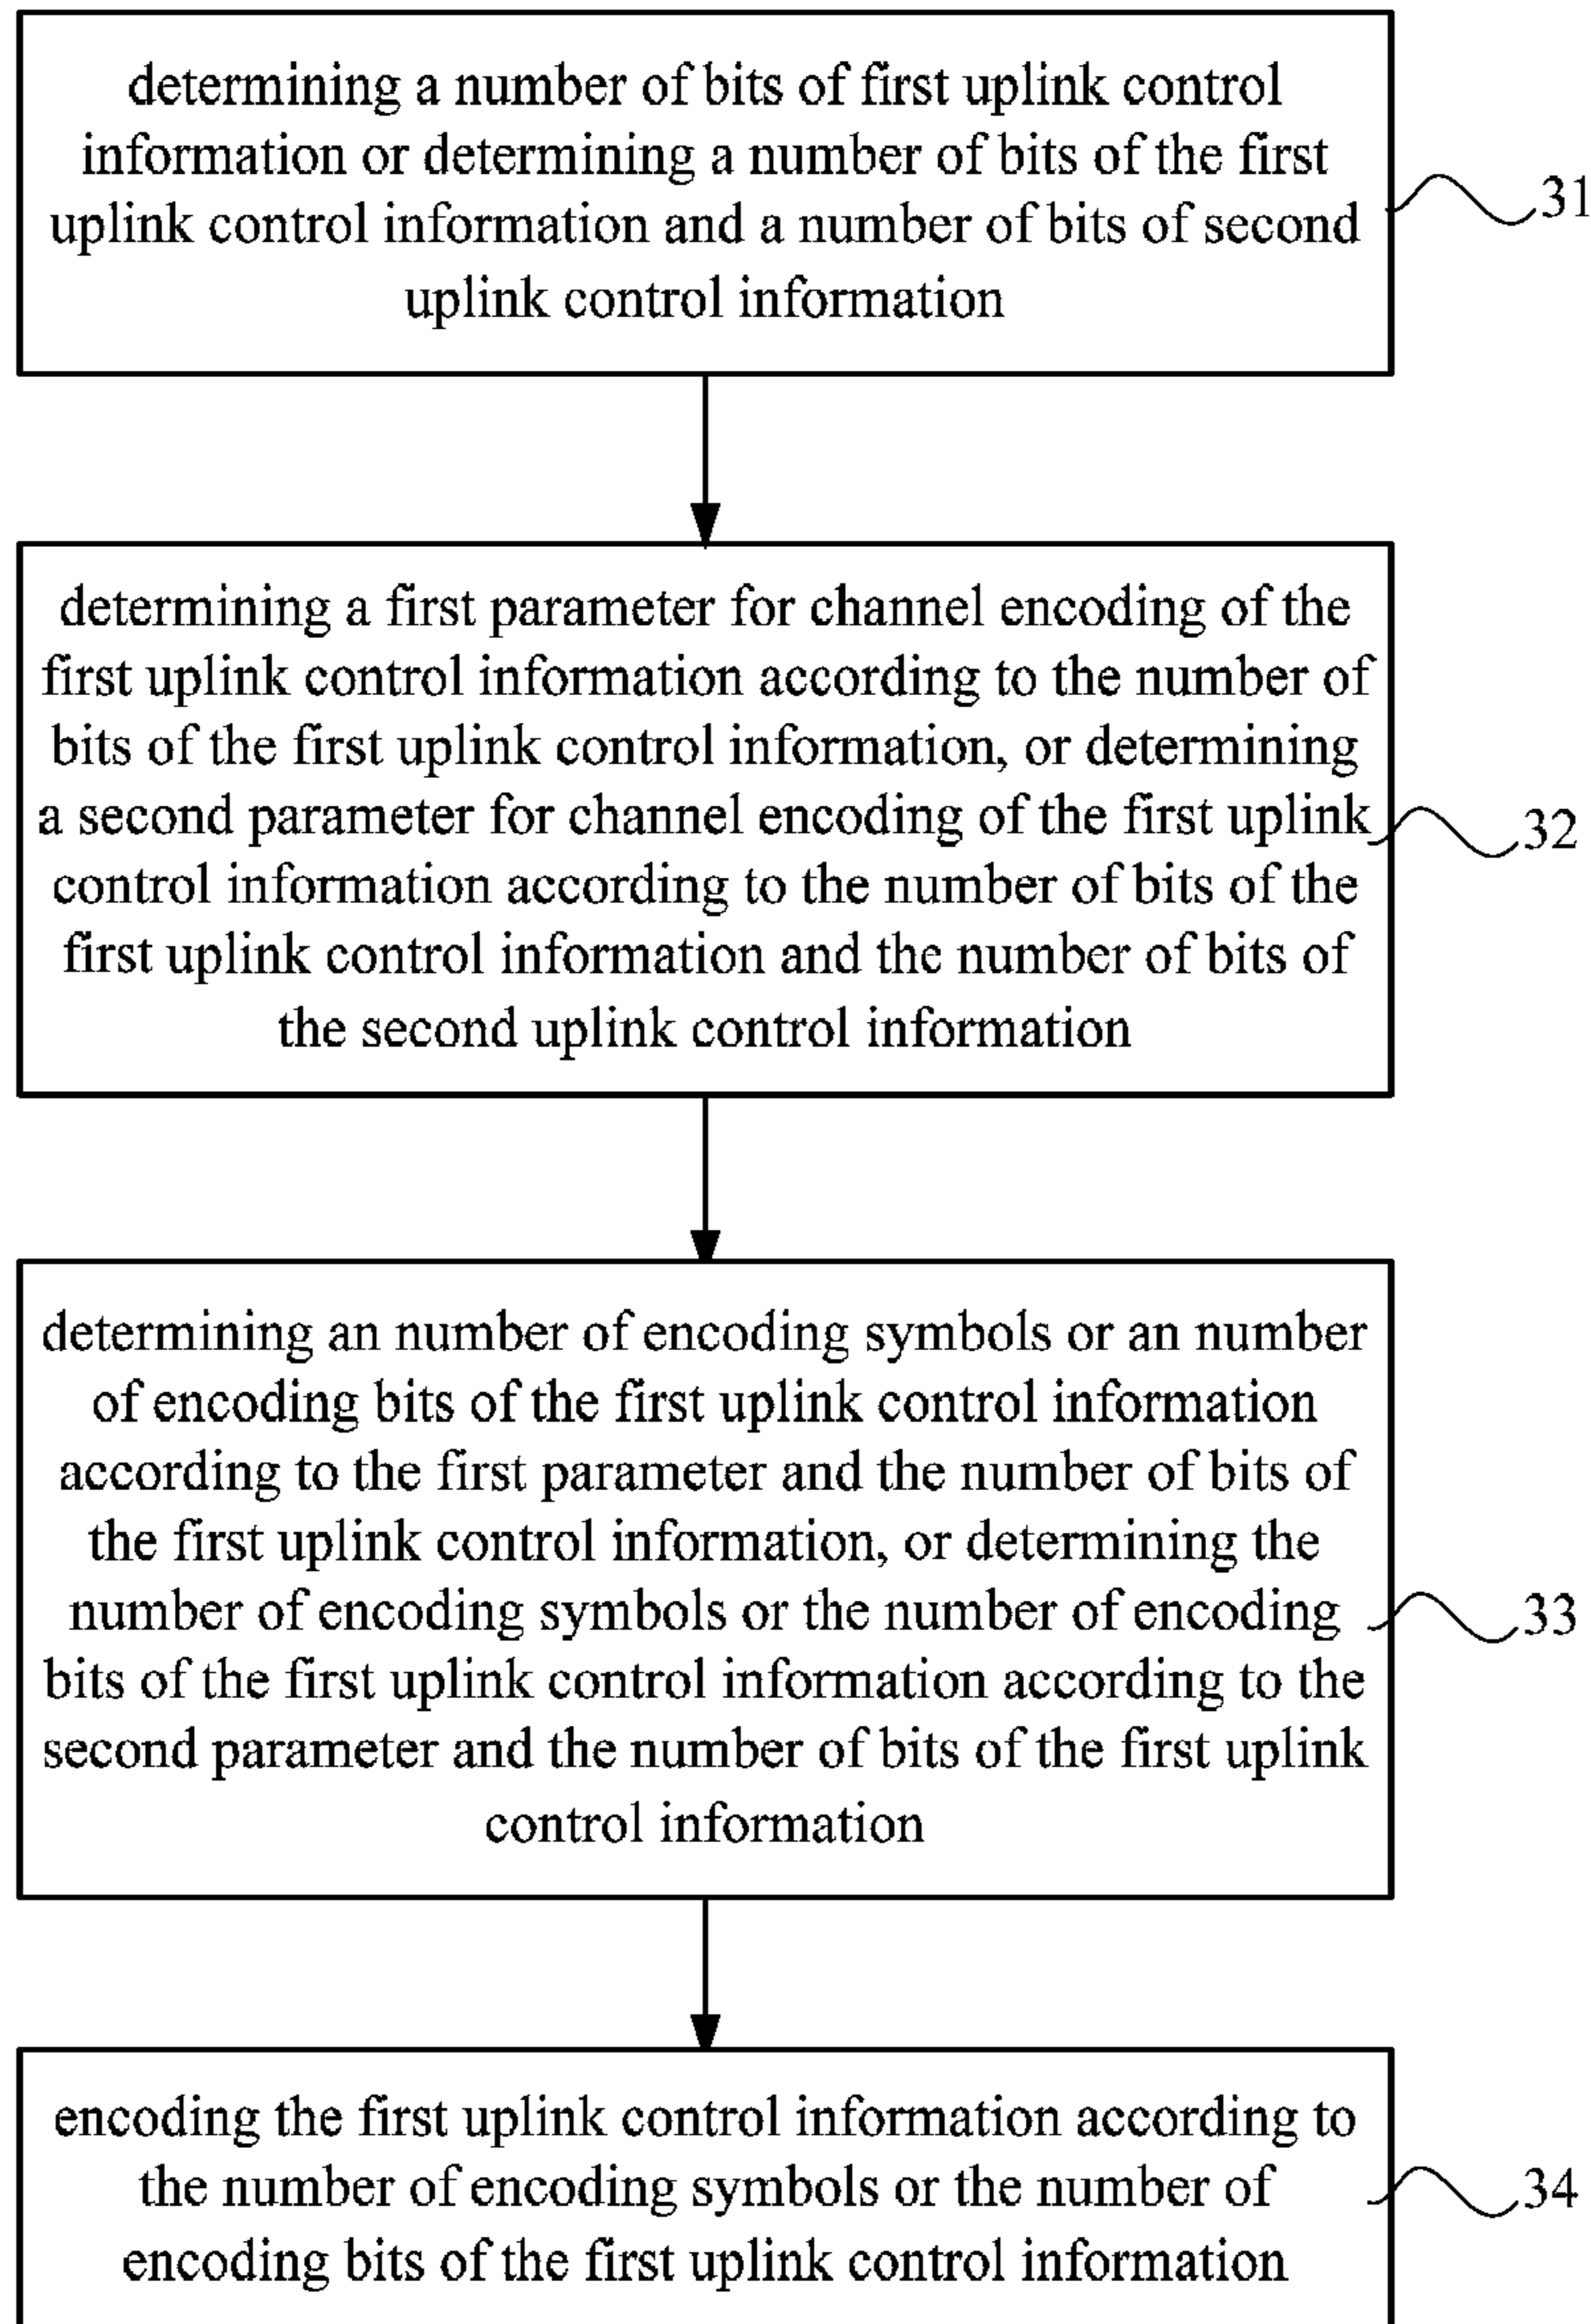 determining a number of bits of first uplink control
information or determining a number of bits of the first
uplink control information and a number of bits of second
uplink control information
31
determining a first parameter for channel encoding of the
first uplink control information according to the number of
bits of the first uplink control information, or determining
a second parameter for channel encoding of the first uplink
control information according to the number of bits of the
first uplink control information and the number of bits of
the second uplink control information
32
determining an number of encoding symbols or an number
of encoding bits of the first uplink control information
according to the first parameter and the number of bits of
the first uplink control information, or determining the
number of encoding symbols or the number of encoding
bits of the first uplink control information according to the
second parameter and the number of bits of the first uplink
control information
33
encoding the first uplink control information according to
the number of encoding symbols or the number of
encoding bits of the first uplink control information
34